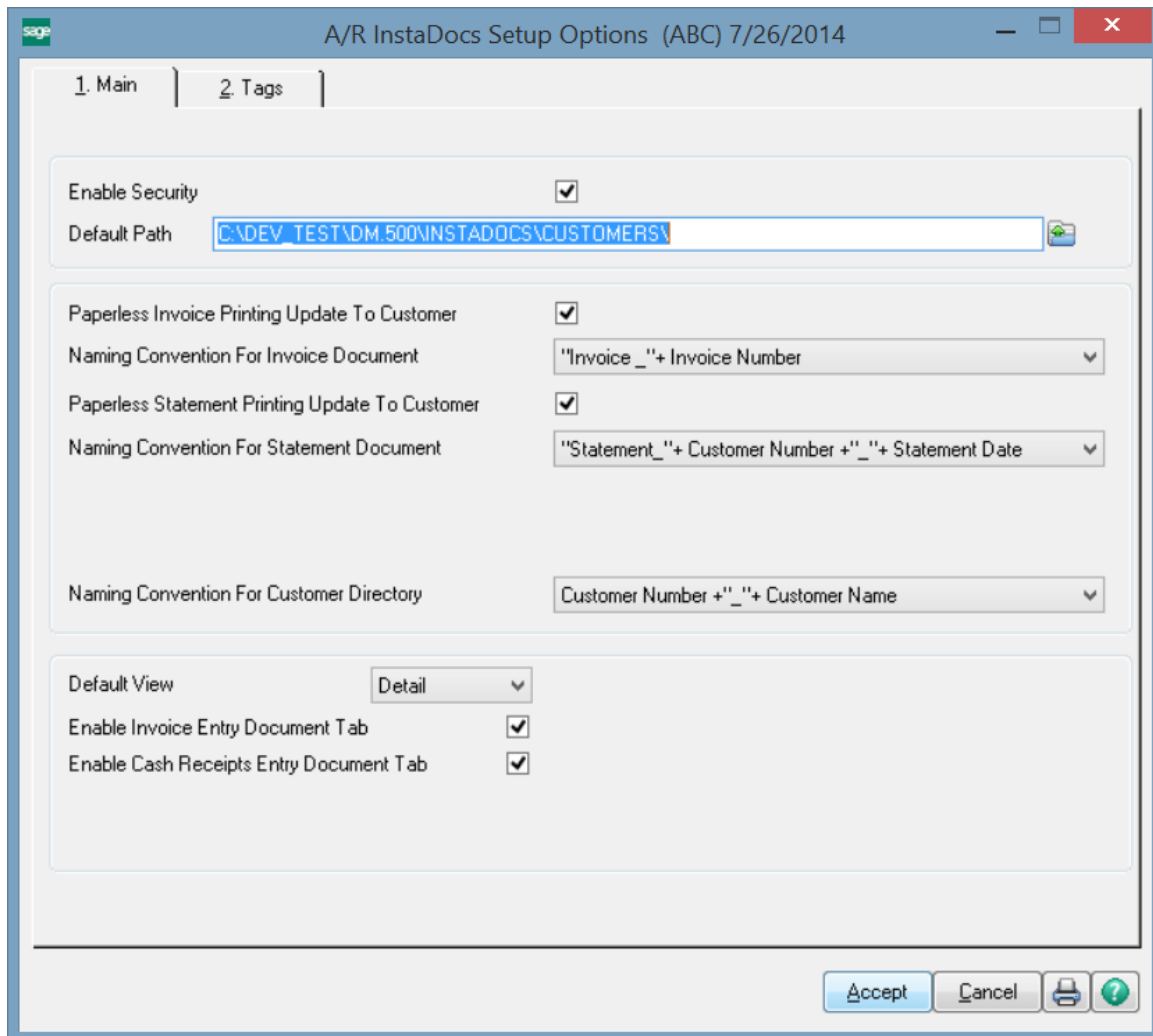 sage
A/R InstaDocs Setup Options (ABC) 7/26/2014
1. Main
2. Tags
Enable Security
Default Path C:\DEV_TEST\DM.500\INSTADOCS\CUSTOMERS\
Paperless Invoice Printing Update To Customer
Naming Convention For Invoice Document "Invoice _"+ Invoice Number
Paperless Statement Printing Update To Customer
Naming Convention For Statement Document "Statement_"+ Customer Number +"_"+ Statement Date
Naming Convention For Customer Directory Customer Number +"_"+ Customer Name
Default View Detail
Enable Invoice Entry Document Tab
Enable Cash Receipts Entry Document Tab
Accept Cancel ?